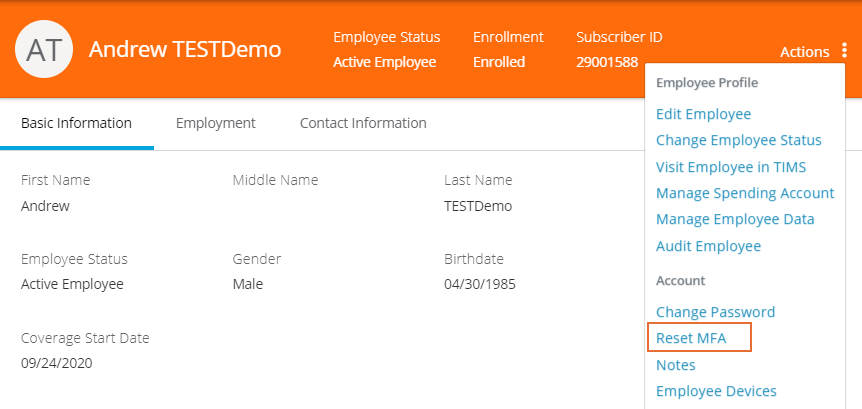 AT
Andrew TESTDemo
Employee Status
Active Employee
Enrollment
Enrolled
Subscriber ID
29001588
Actions
Employee Profile
Edit Employee
Change Employee Status
Visit Employee in TIMS
Manage Spending Account
Manage Employee Data
Audit Employee
Account
Change Password
Reset MFA
Notes
Employee Devices
Basic Information Employment Contact Information
First Name Middle Name Last Name
Andrew TESTDemo
Employee Status Gender Birthdate
Active Employee Male 04/30/1985
Coverage Start Date
09/24/2020